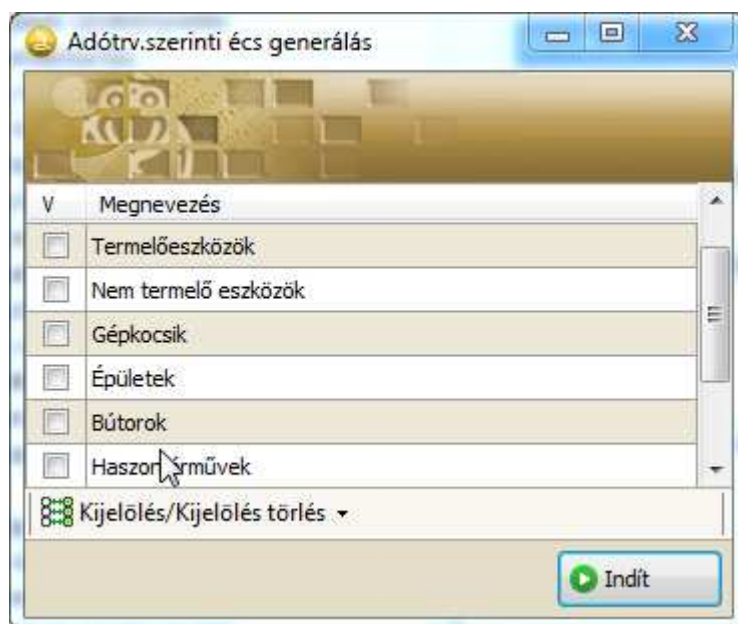 Adótrv.szerinti écs generálás
V Megnevezés
Termelőeszközök
Nem termelő eszközök
Gépkocsik
Épületek
Bútorok
Kijelölés/Kijelölés törlés
Indít